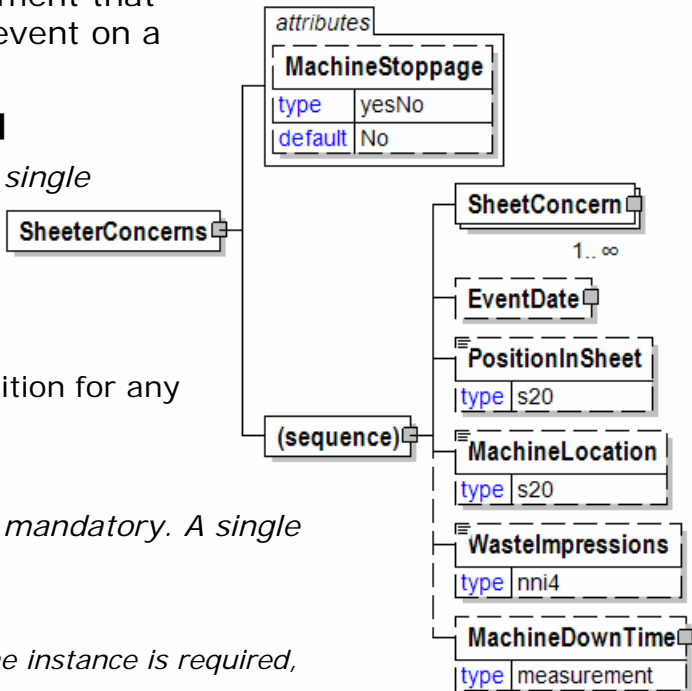 ment that
event on a
single
ition for any
mandatory. A single
e instance is required,
SheeterConcerns
attributes
MachineStoppage
type yesNo
default No
(sequence)
SheetConcern
1.. ∞
EventDate
PositionInSheet
type s20
MachineLocation
type s20
WasteImpressions
type nni4
MachineDownTime
type measurement